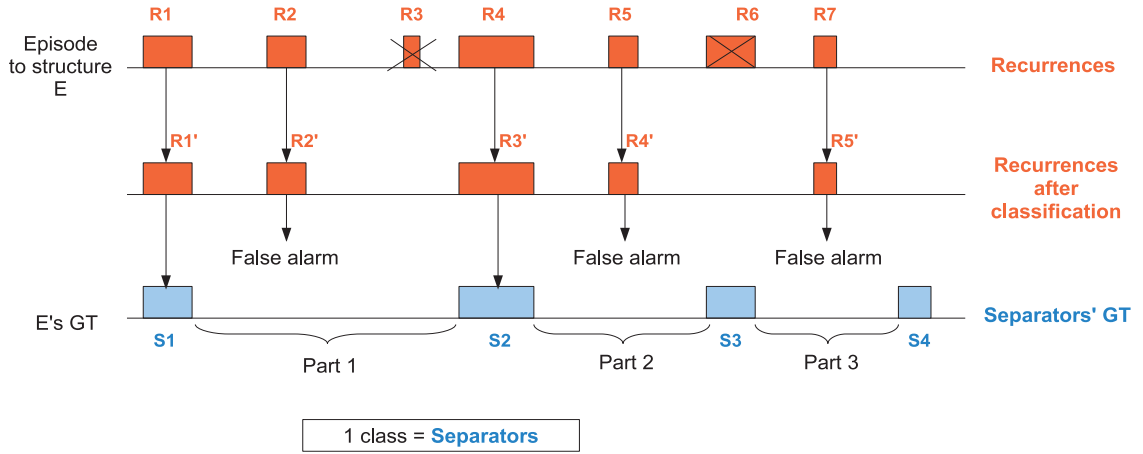 R1 R2 R3 R4 R5 R6 R7
Episode
to structure
E
Recurrences
R1' R2' R3' R4' R5'
Recurrences
after
classification
False alarm False alarm False alarm
E's GT
Separators' GT
S1 S2 S3 S4
Part 1 Part 2 Part 3
1 class = Separators